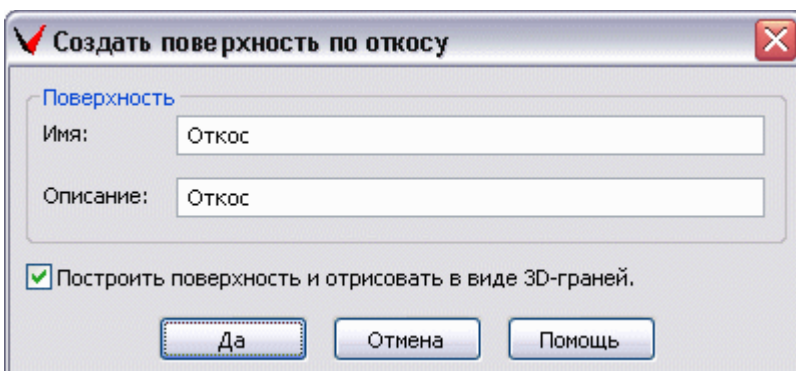 Создать поверхность по откосу
Поверхность
Имя: Откос
Описание: Откос
Построить поверхность и отрисовать в виде 3D-граней.
Да Отмена Помощь